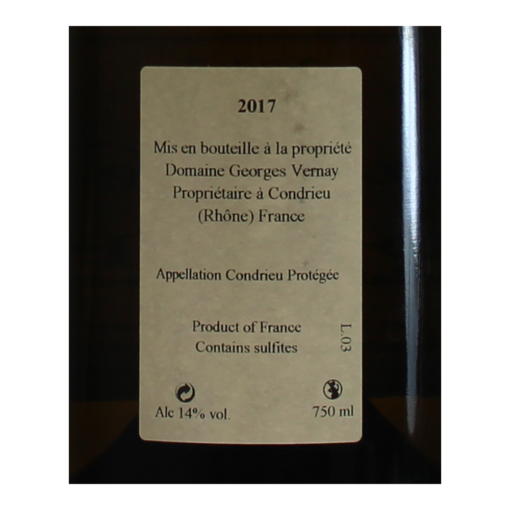 2017
Mis en bouteille à la propriété
Domaine Georges Vernay
Propriétaire à Condrieu
(Rhône) France
Appellation Condrieu Protégée
Product of France
Contains sulfites
L.03
Alc 14% vol.
750 ml